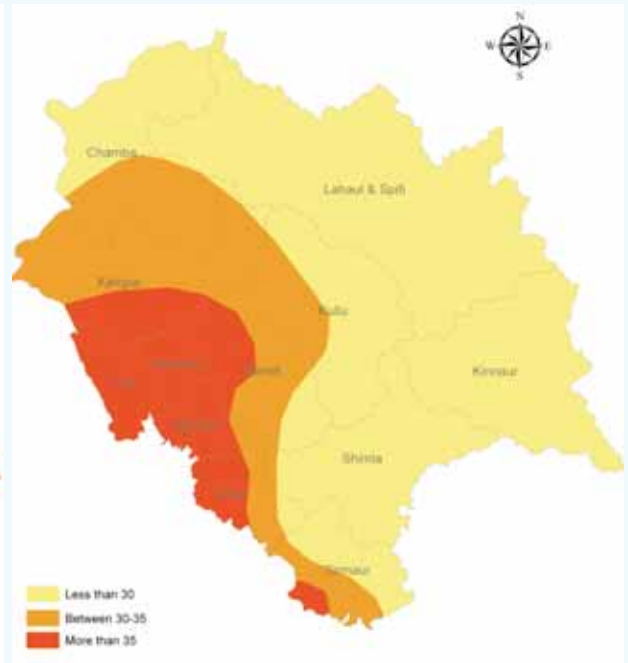 N
W E
S
Chamba
Lahaul & Spiti
Kangra
Kullu
Mandi
Kinnaur
Shimla
Sirmaur
Less than 30
Between 30-35
More than 35